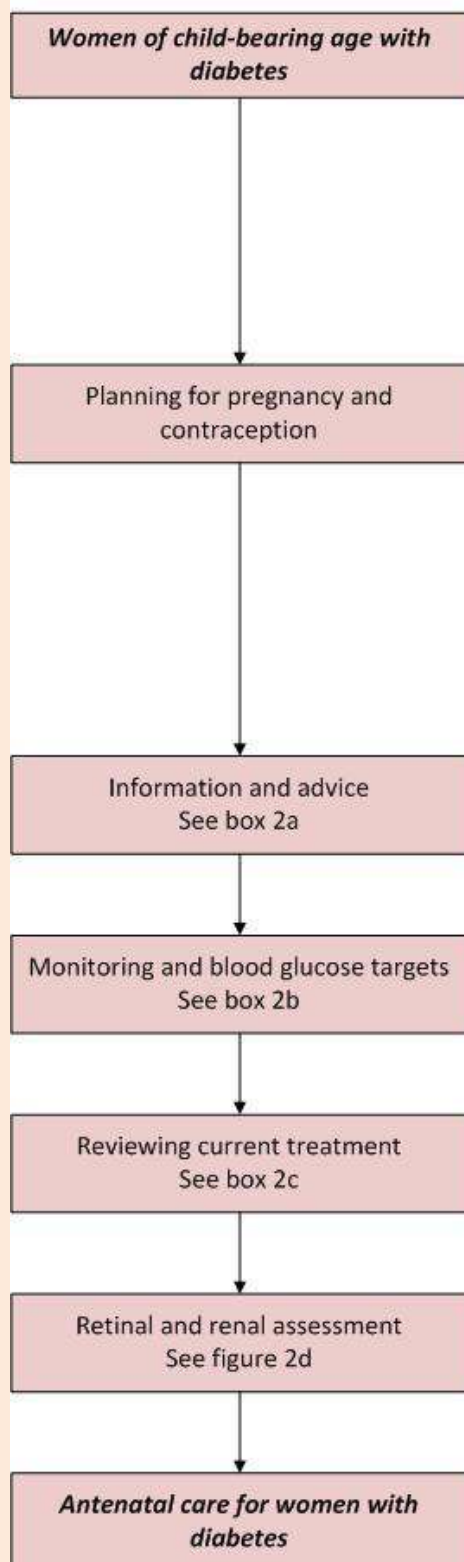 Women of child-bearing age with
diabetes
Planning for pregnancy and
contraception
Information and advice
See box 2a
Monitoring and blood glucose targets
See box 2b
Reviewing current treatment
See box 2c
Retinal and renal assessment
See figure 2d
Antenatal care for women with
diabetes